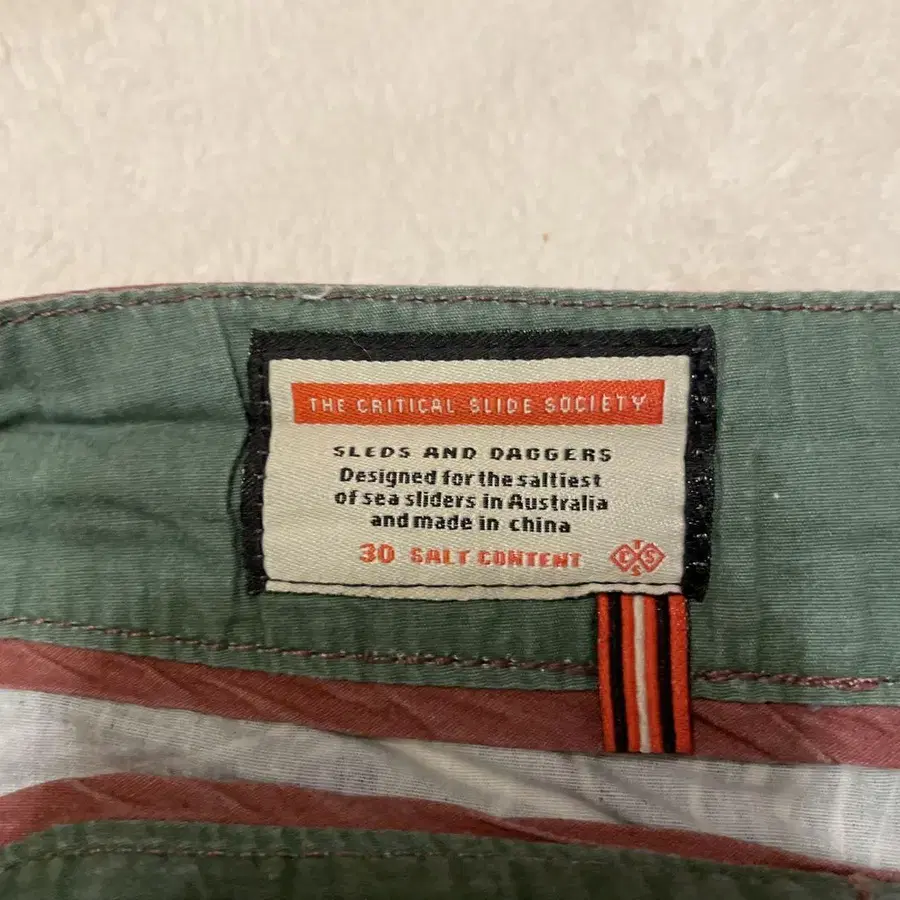 THE CRITICAL SLIDE SOCIETY
SLEDS AND DAGGERS
Designed for the saltiest
of sea sliders in Australia
and made in china
30 SALT CONTENT
T
C S
S